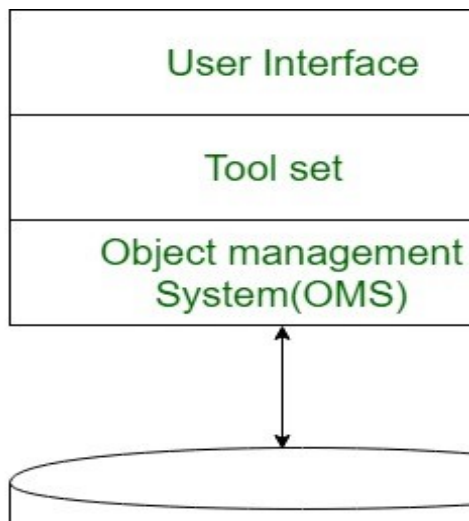 User Interface
Tool set
Object management
System(OMS)